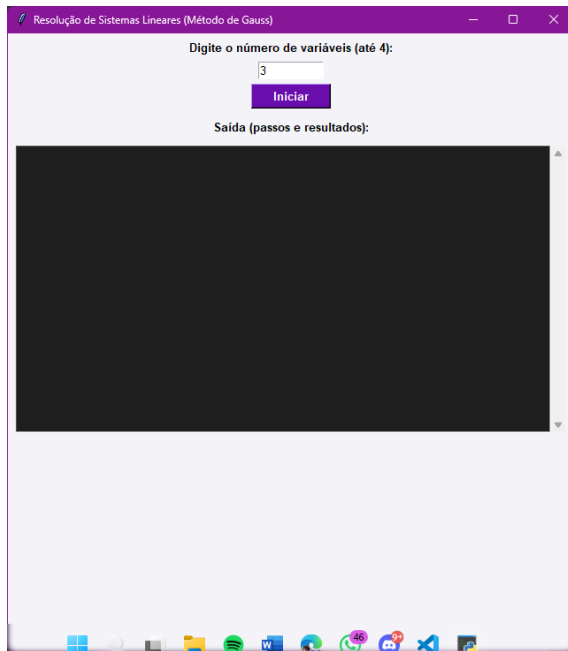 Resolução de Sistemas Lineares (Método de Gauss)
Digite o número de variáveis (até 4):
3
Iniciar
Saída (passos e resultados):
46
9+